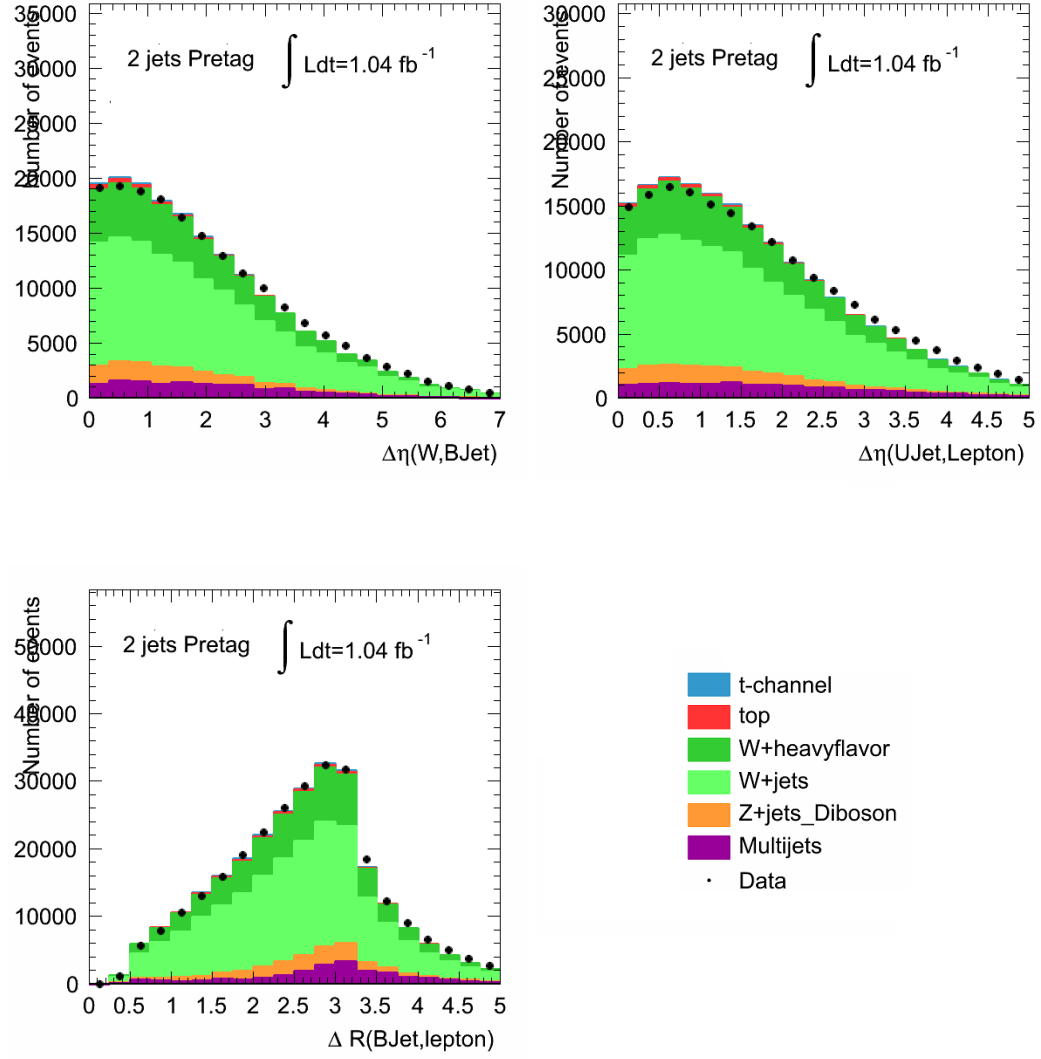 35000
30000
25000
20000
15000
10000
5000
0
Number of events
2 jets Pretag ∫ Ldt=1.04 fb⁻¹
0 1 2 3 4 5 6 7
Δη(W,BJet)
30000
25000
20000
15000
10000
5000
0
Number of events
2 jets Pretag ∫ Ldt=1.04 fb⁻¹
0 0.5 1 1.5 2 2.5 3 3.5 4 4.5 5
Δη(UJet,Lepton)
50000
40000
30000
20000
10000
0
Number of events
2 jets Pretag ∫ Ldt=1.04 fb⁻¹
0 0.5 1 1.5 2 2.5 3 3.5 4 4.5 5
Δ R(BJet,lepton)
t-channel
top
W+heavyflavor
W+jets
Z+jets_Diboson
Multijets
Data